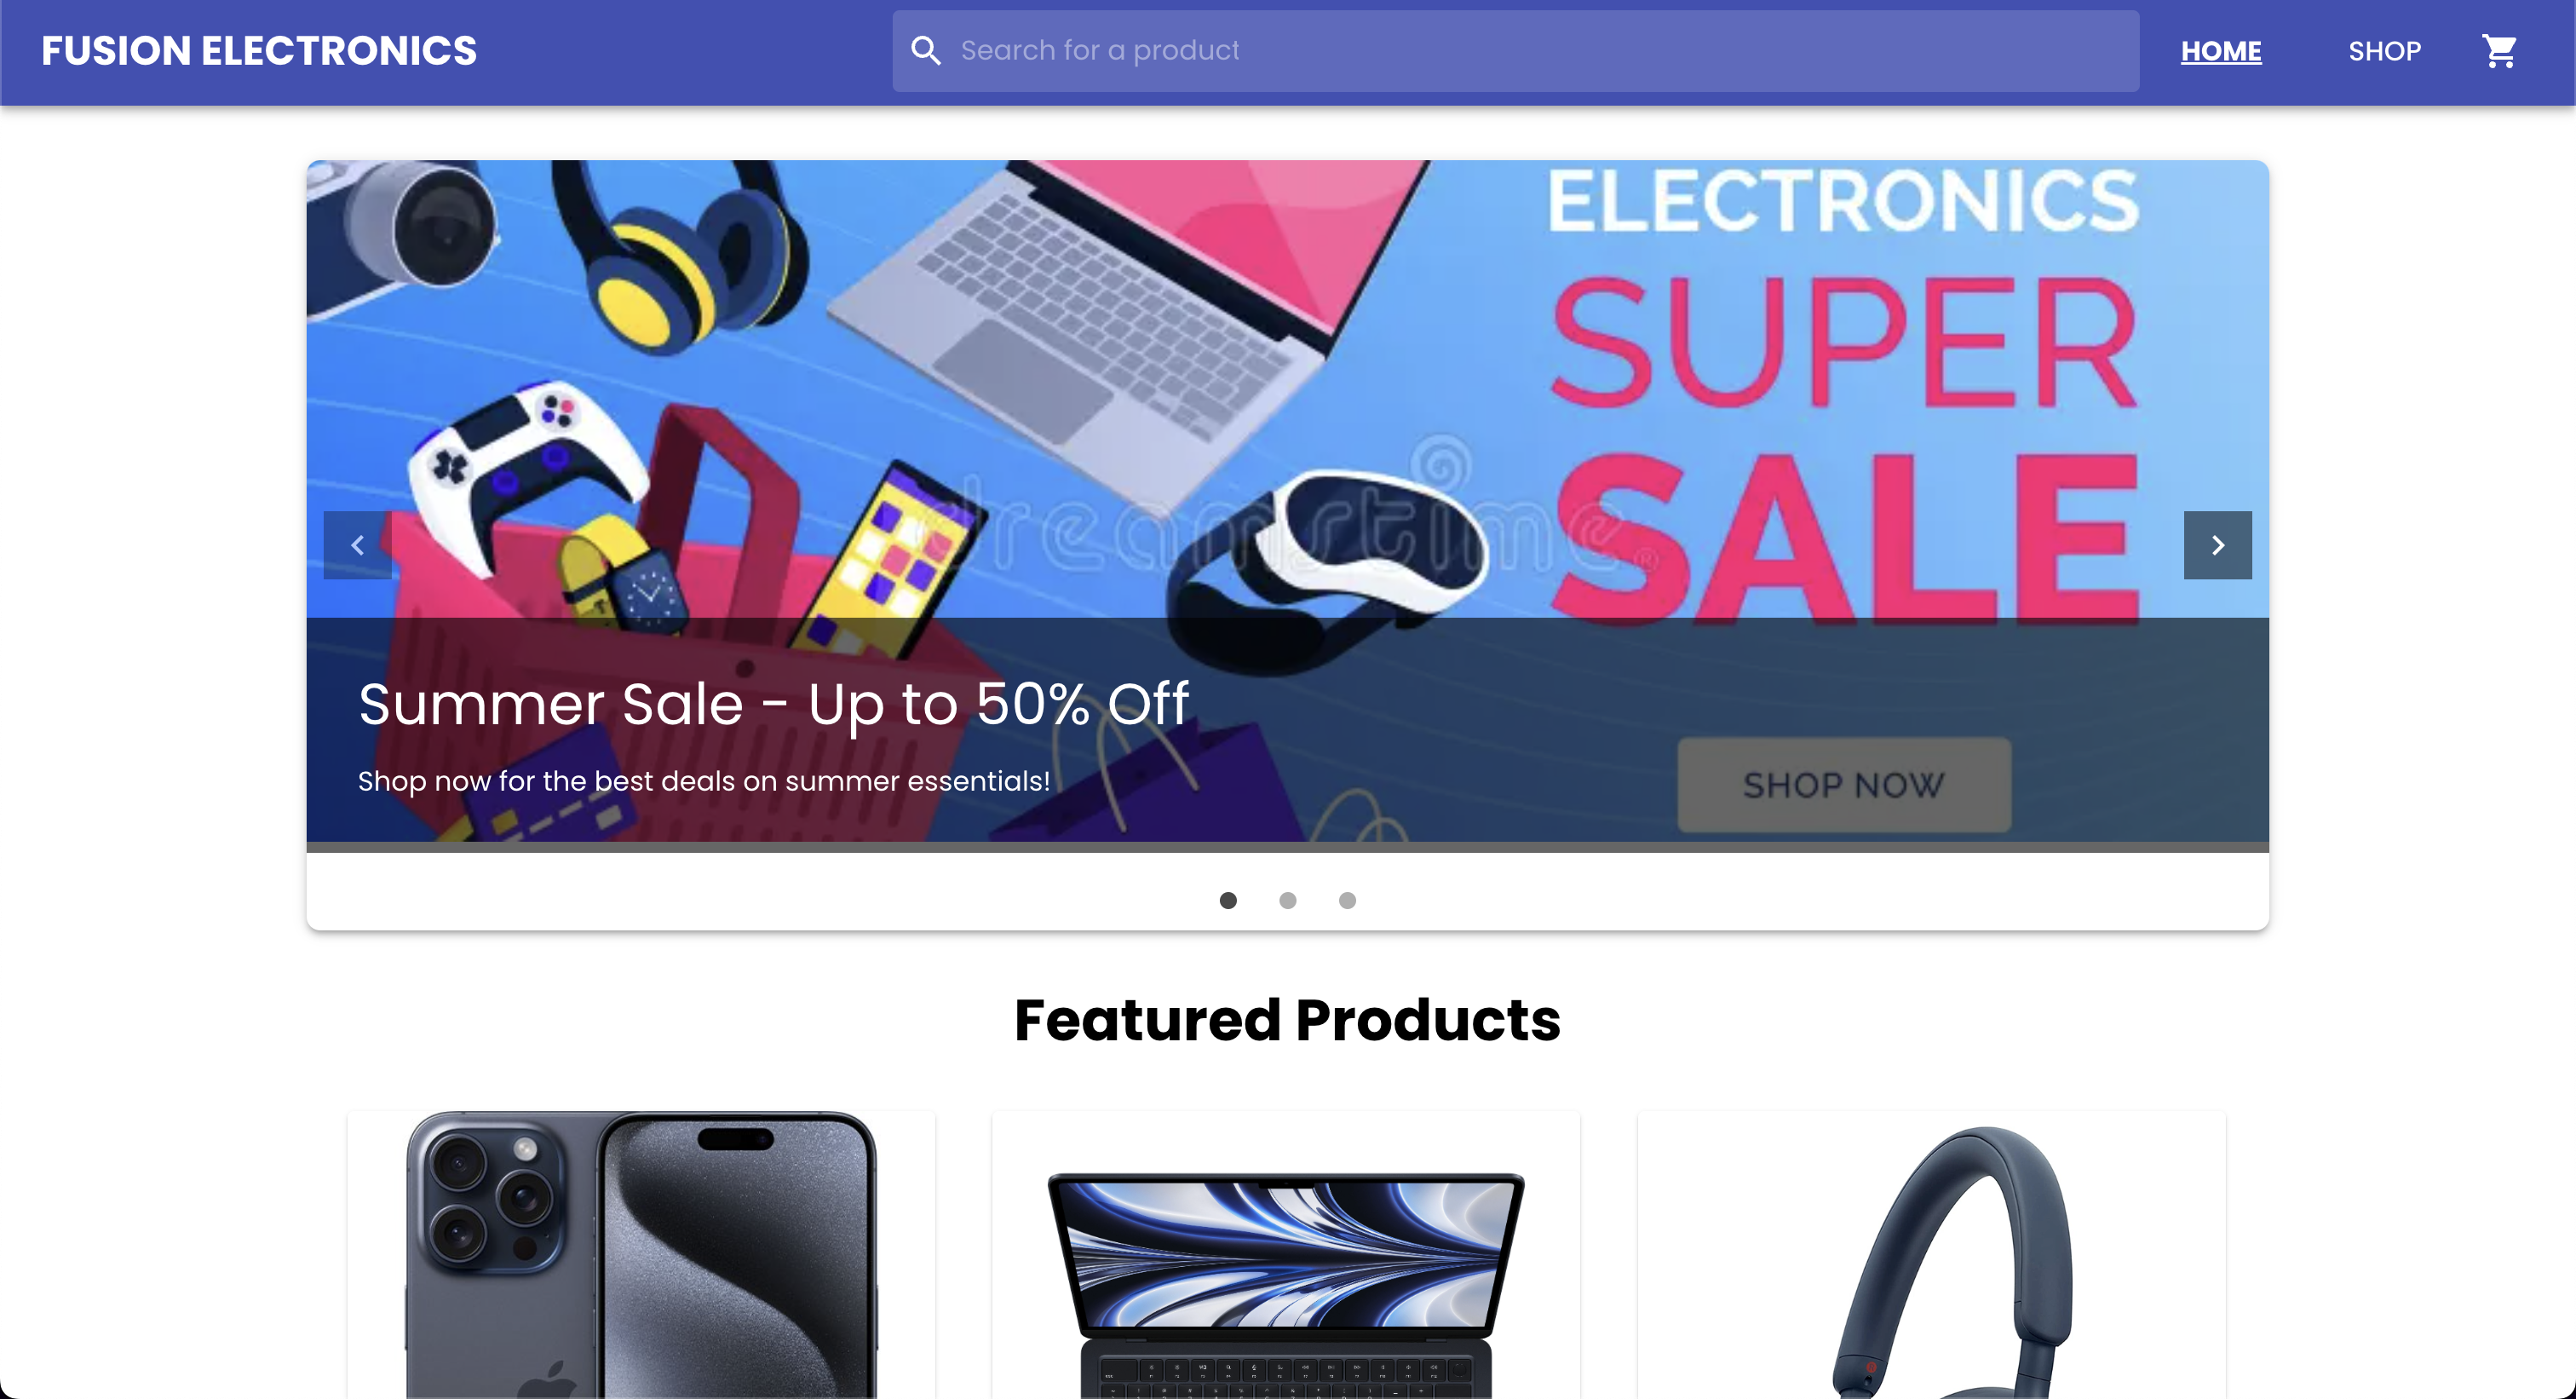 FUSION ELECTRONICS
Search for a product
HOME
SHOP
ELECTRONICS
SUPER
SALE
dreamstime®
Summer Sale - Up to 50% Off
Shop now for the best deals on summer essentials!
SHOP NOW
Featured Products